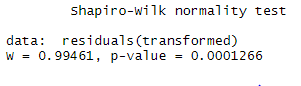 Shapiro-Wilk normality test
data:  residuals(transformed)
W = 0.99461, p-value = 0.0001266